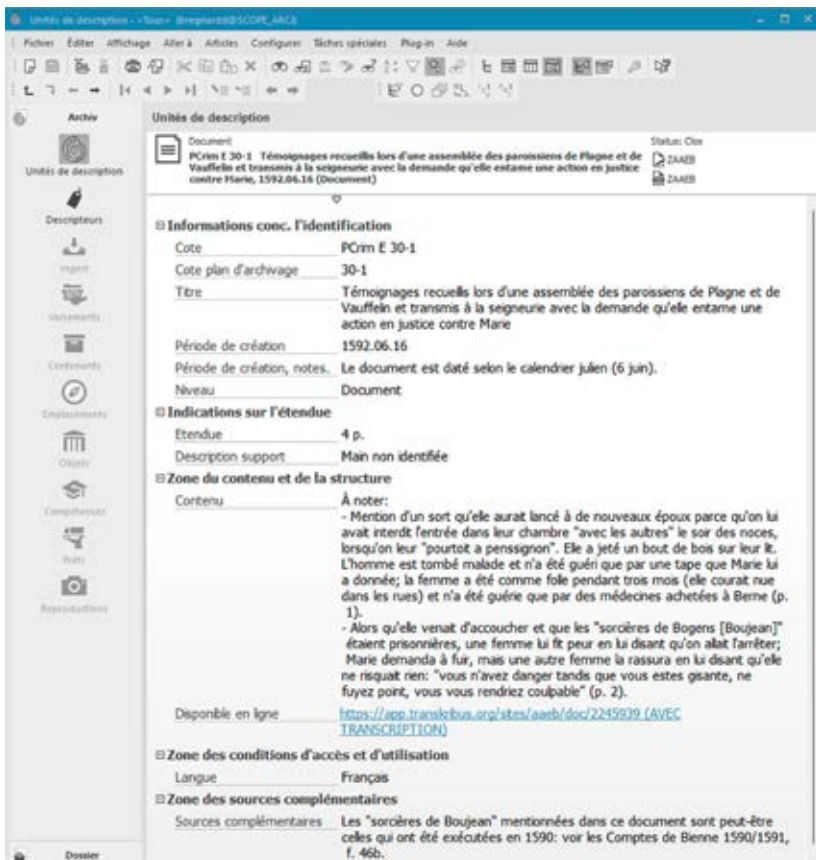 Unités de description - <Tous> @regnardd@SCOPE_ARCB
Fichier Éditer Affichage Aller à Articles Configurer Tâches spéciales Plug-in Aide
Archiv
Unités de description
Descripteurs
Ingest
Versements
Contenants
Emplacements
Objets
Compétences
Prêts
Reproductions
Dossier
Unités de description
Document
PCrim E 30-1 Témoignages recueillis lors d'une assemblée des paroissiens de Plagne et de
Vauffelin et transmis à la seigneurie avec la demande qu'elle entame une action en justice
contre Marie, 1592.06.16 (Document)
Status: Clos
ZAAEB
ZAAEB
Informations conc. l'identification
Cote PCrim E 30-1
Cote plan d'archivage 30-1
Titre Témoignages recueillis lors d'une assemblée des paroissiens de Plagne et de
Vauffelin et transmis à la seigneurie avec la demande qu'elle entame une
action en justice contre Marie
Période de création 1592.06.16
Période de création, notes. Le document est daté selon le calendrier julien (6 juin).
Niveau Document
Indications sur l'étendue
Etendue 4 p.
Description support Main non identifiée
Zone du contenu et de la structure
Contenu À noter:
- Mention d'un sort qu'elle aurait lancé à de nouveaux époux parce qu'on lui
avait interdit l'entrée dans leur chambre "avec les autres" le soir des noces,
lorsqu'on leur "pourtot a penssignon". Elle a jeté un bout de bois sur leur lit.
L'homme est tombé malade et n'a été guéri que par une tape que Marie lui
a donnée; la femme a été comme folle pendant trois mois (elle courait nue
dans les rues) et n'a été guérie que par des médecines achetées à Berne (p.
1).
- Alors qu'elle venait d'accoucher et que les "sorcières de Bogens [Boujean]"
étaient prisonnières, une femme lui fit peur en lui disant qu'on allait l'arrêter;
Marie demanda à fuir, mais une autre femme la rassura en lui disant qu'elle
ne risquait rien: "vous n'avez danger tandis que vous estes gisante, ne
fuyez point, vous vous rendriez coulpable" (p. 2).
Disponible en ligne https://app.transkribus.org/sites/aaeb/doc/2245939 (AVEC
TRANSCRIPTION)
Zone des conditions d'accès et d'utilisation
Langue Français
Zone des sources complémentaires
Sources complémentaires Les "sorcières de Boujean" mentionnées dans ce document sont peut-être
celles qui ont été exécutées en 1590: voir les Comptes de Bienne 1590/1591,
f. 46b.